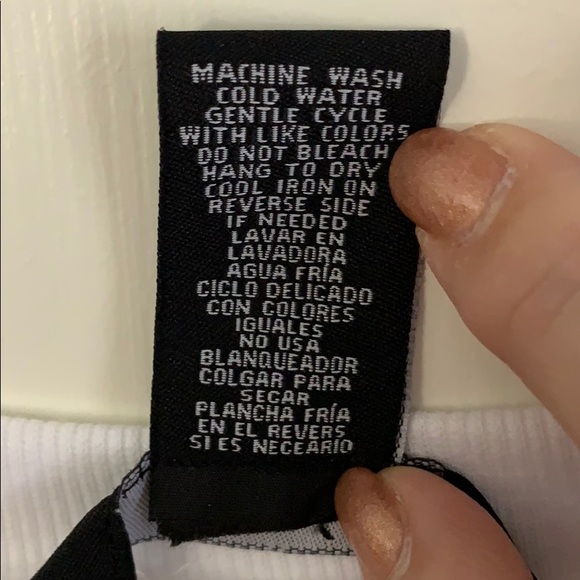 MACHINE WASH
COLD WATER
GENTLE CYCLE
WITH LIKE COLORS
DO NOT BLEACH
HANG TO DRY
COOL IRON ON
REVERSE SIDE
IF NEEDED
LAVAR EN
LAVADORA
AGUA FRÍA
CICLO DELICADO
CON COLORES
IGUALES
NO USA
BLANQUEADOR
COLGAR PARA
SECAR
PLANCHA FRÍA
EN EL REVERS
SI ES NECEARIO